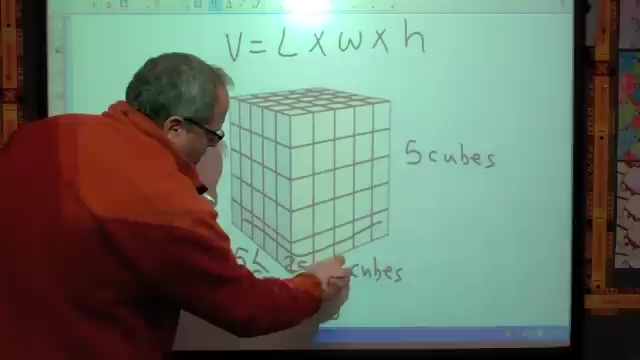 V = L x w x h
5 cubes
cubes